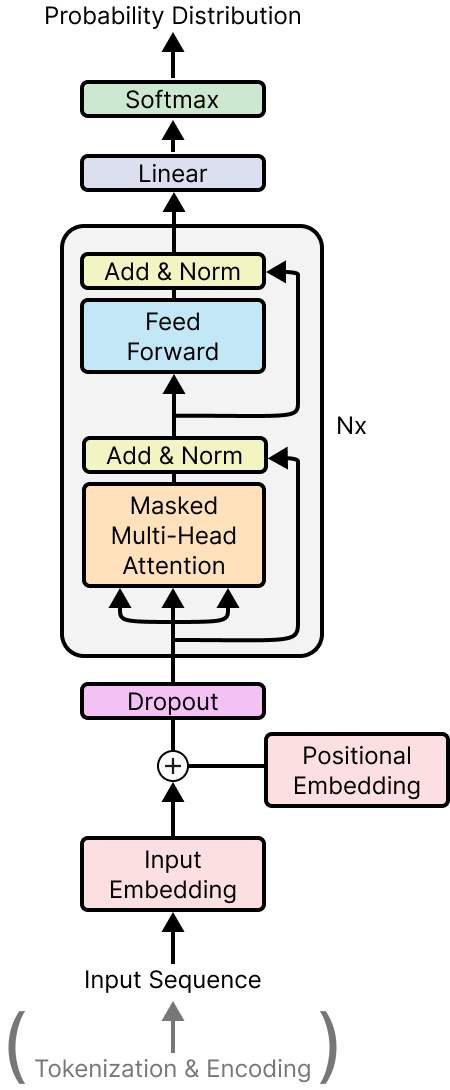 Probability Distribution
Softmax
Linear
Add & Norm
Feed
Forward
Nx
Add & Norm
Masked
Multi-Head
Attention
Dropout
+
Positional
Embedding
Input
Embedding
Input Sequence
( Tokenization & Encoding )